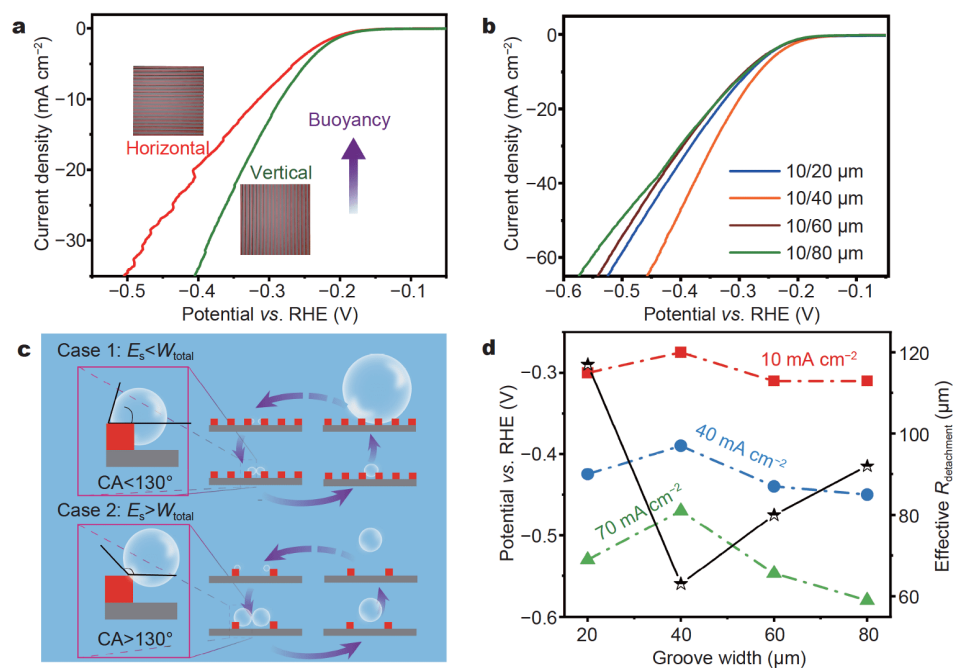 a
Current density (mA cm⁻²)
0
−10
−20
−30
Horizontal
Vertical
Buoyancy
−0.5
−0.4
−0.3
−0.2
−0.1
Potential vs. RHE (V)
b
Current density (mA cm⁻²)
0
−20
−40
−60
10/20 μm
10/40 μm
10/60 μm
10/80 μm
−0.6
−0.5
−0.4
−0.3
−0.2
−0.1
Potential vs. RHE (V)
c
Case 1: Es<Wtotal
CA<130°
Case 2: Es>Wtotal
CA>130°
d
Potential vs. RHE (V)
−0.3
−0.4
−0.5
−0.6
10 mA cm⁻²
40 mA cm⁻²
70 mA cm⁻²
120
100
80
60
Effective Rdetachment (μm)
20
40
60
80
Groove width (μm)